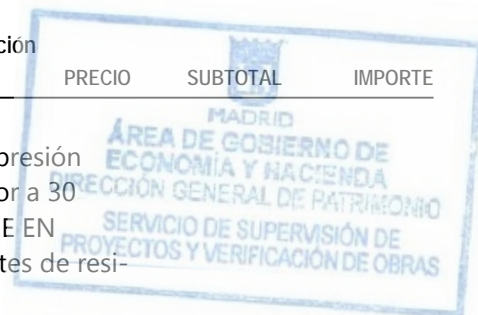 ción
PRECIO SUBTOTAL IMPORTE
MADRID
ÁREA DE GOBIERNO DE
ECONOMÍA Y HACIENDA
DIRECCIÓN GENERAL DE PATRIMONIO
SERVICIO DE SUPERVISIÓN DE
PROYECTOS Y VERIFICACIÓN DE OBRAS
presión
or a 30
E EN
tes de resi-